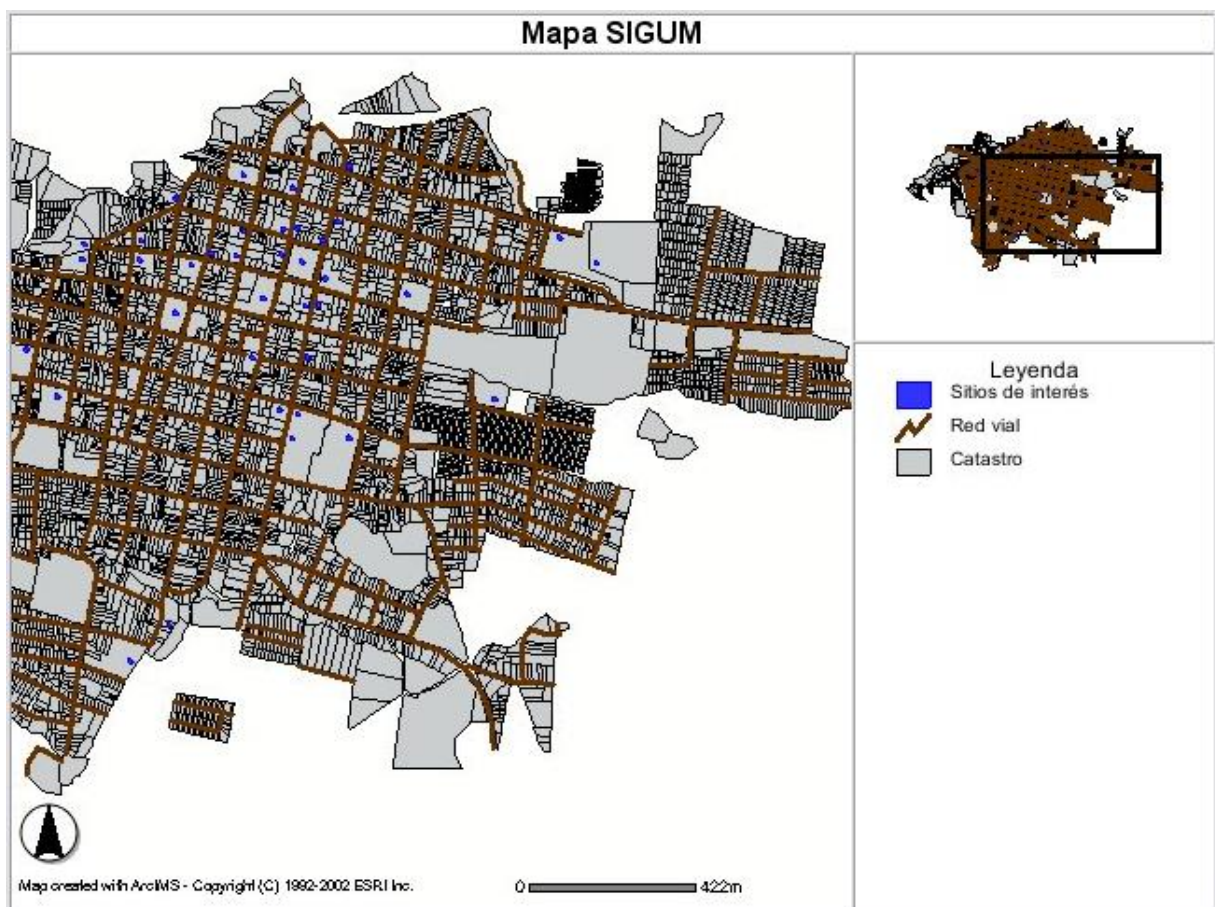 Mapa SIGUM
Leyenda
Sitios de interés
Red vial
Catastro
Map created with ArcIMS - Copyright (C) 1992-2002 ESRI Inc.
0 422m